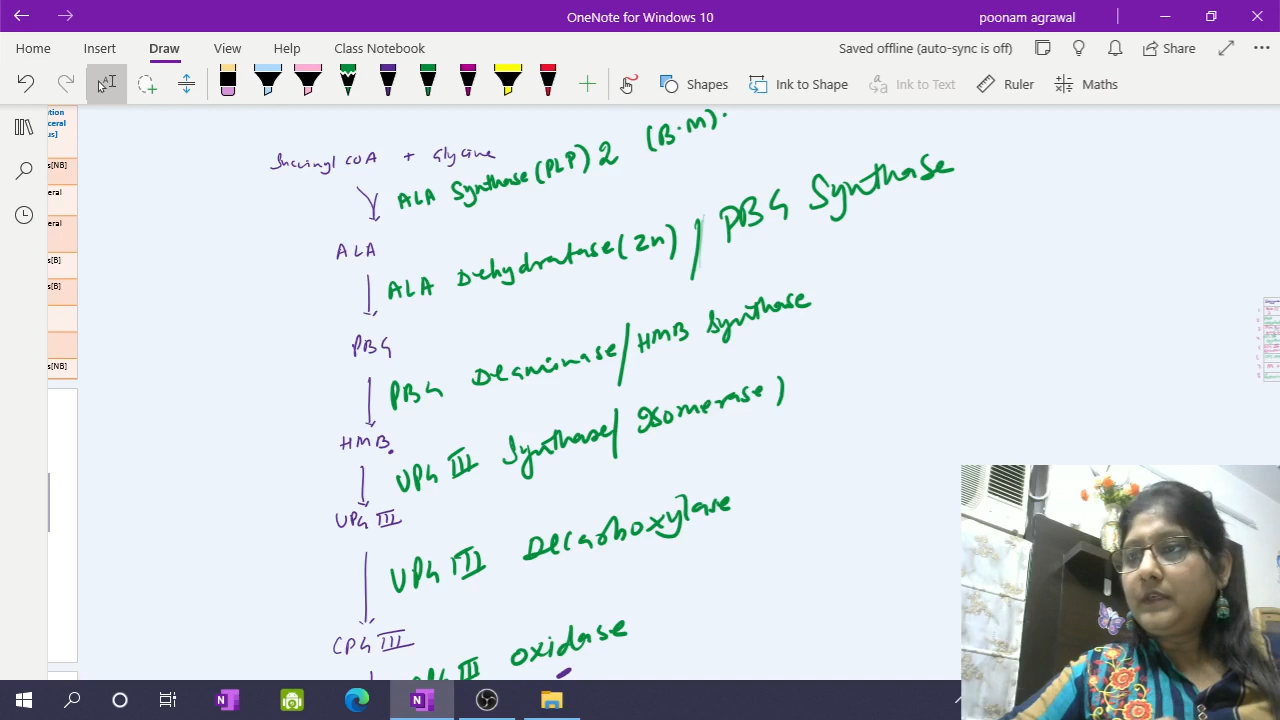 OneNote for Windows 10
poonam agrawal
Home Insert Draw View Help Class Notebook
Saved offline (auto-sync is off)
Share
Shapes Ink to Shape Ink to Text Ruler Maths
Succinyl COA + Glycine
ALA Synthase (PLP) 2 (B.M).
ALA
ALA Dehydratase (Zn) / PBG Synthase
PBG
PBG Deaminase/HMB Synthase
HMB
UPG III Synthase/ Isomerase)
UPG III
UPG III Decarboxylase
CPG III
III oxidase